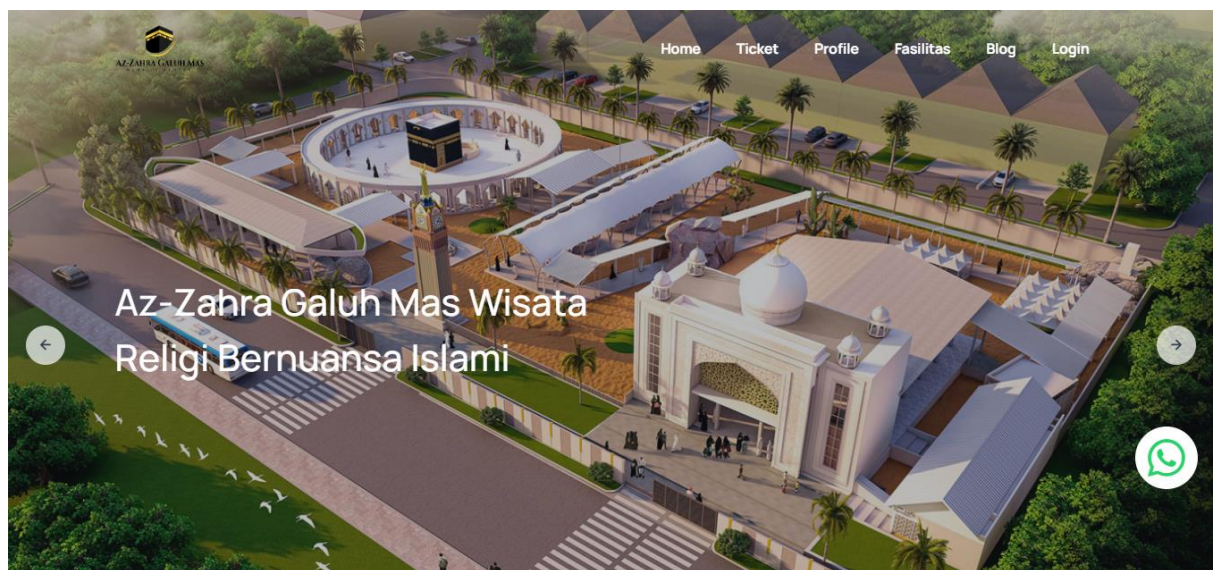 AZ-ZAHRA GALUH MAS
Home
Ticket
Profile
Fasilitas
Blog
Login
Az-Zahra Galuh Mas Wisata
Religi Bernuansa Islami